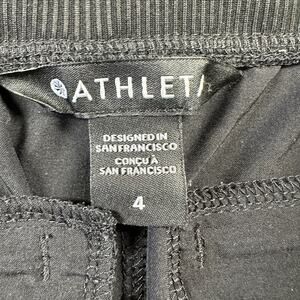 ATHLETA
DESIGNED IN
SAN FRANCISCO
CONÇU À
SAN FRANCISCO
4